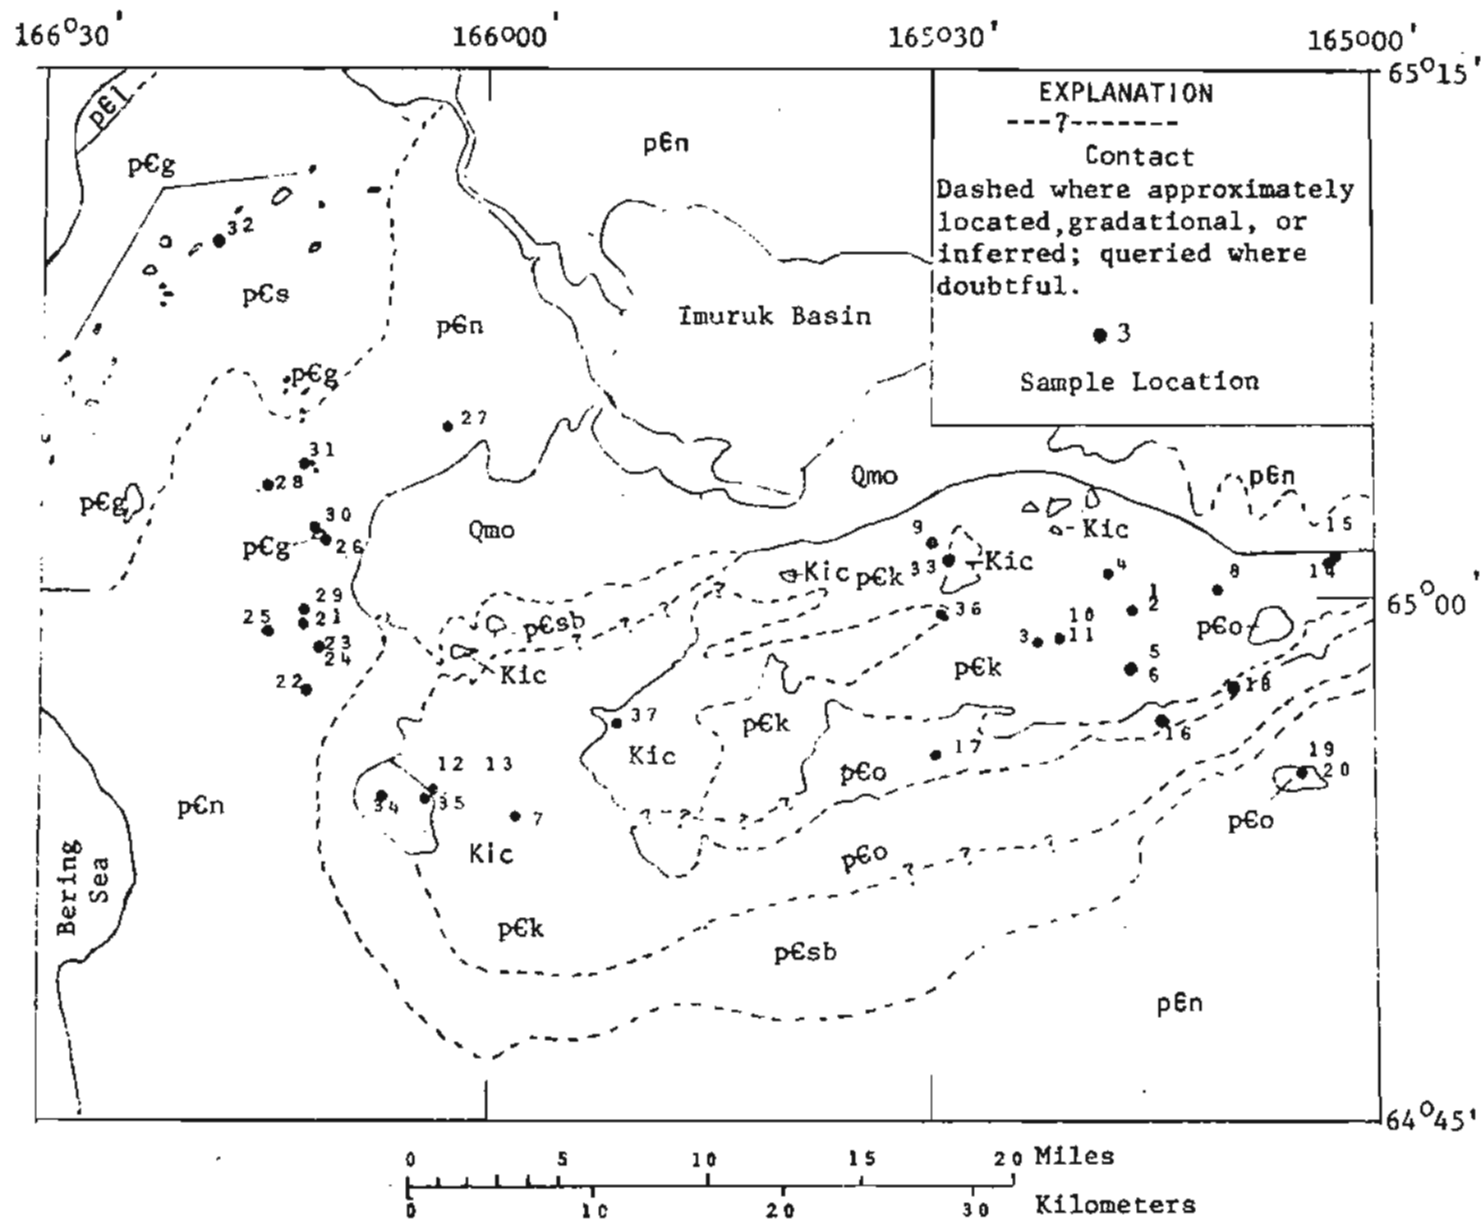 166°30'
166°00'
165°30'
165°00'
65°15'
EXPLANATION
---?-------
Contact
Dashed where approximately
located, gradational, or
inferred; queried where
doubtful.
3
Sample Location
p€l
p€g
p€n
32
p€s
p€n
Imuruk Basin
p€g
27
31
28
p€g
Qmo
p€n
30
p€g
26
Qmo
9
Kic
15
Kic
p€k
33
Kic
4
8
14
65°00'
29
25
21
23
24
22
p€sb
Kic
36
1
2
10
3
11
p€o
5
6
p€k
18
37
p€k
Kic
16
17
p€o
19
20
p€o
12 13
34
35
7
Kic
p€n
p€o
Bering
Sea
p€k
p€sb
p€n
64°45'
0 5 10 15 20 Miles
0 10 20 30 Kilometers